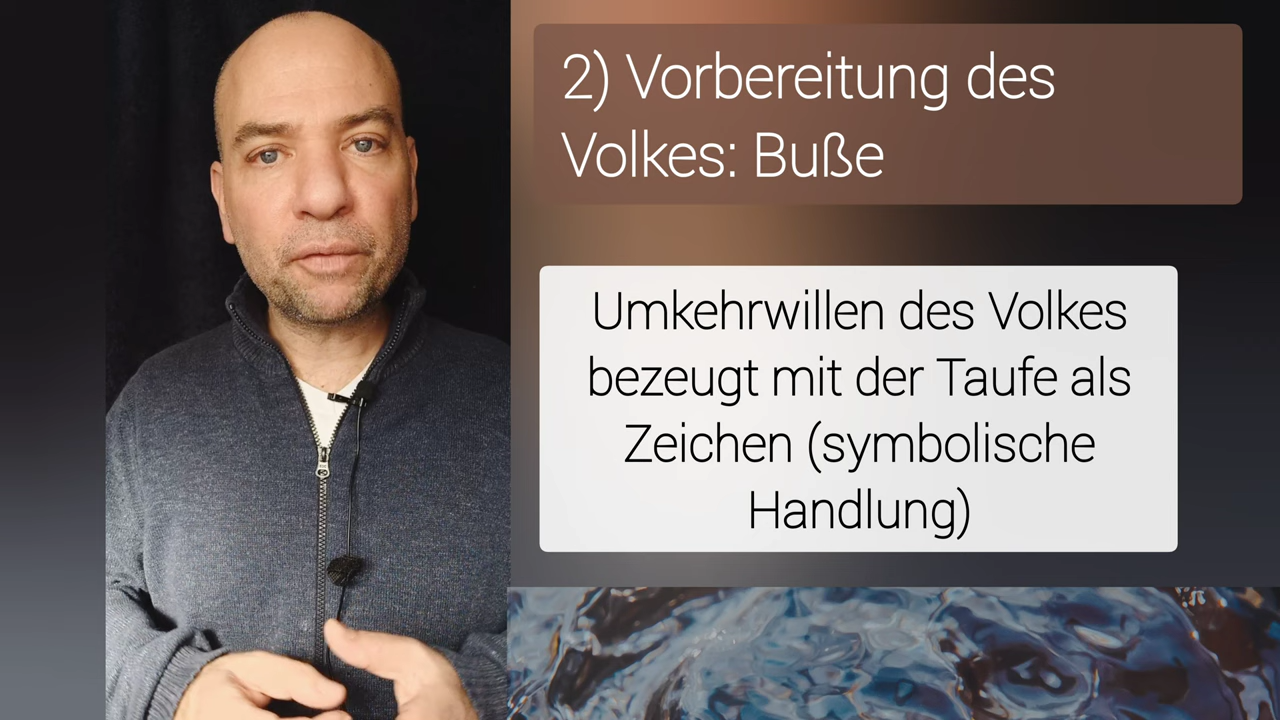 2) Vorbereitung des
Volkes: Buße
Umkehrwillen des Volkes
bezeugt mit der Taufe als
Zeichen (symbolische
Handlung)